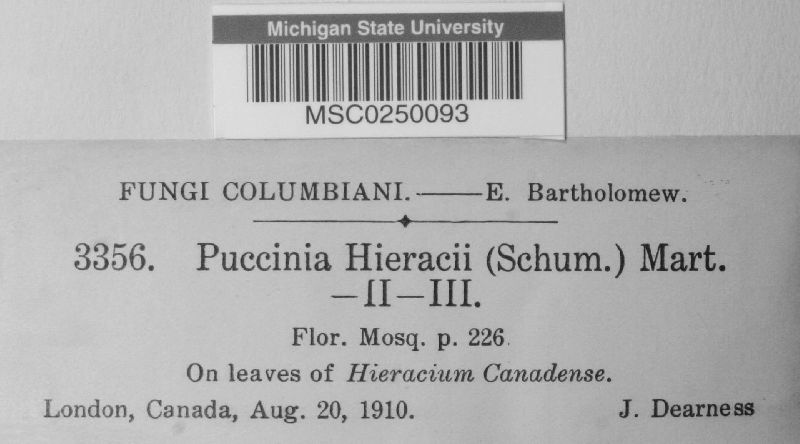 Michigan State University
MSC0250093
FUNGI COLUMBIANI.——E. Bartholomew.
3356. Puccinia Hieracii (Schum.) Mart.
—II—III.
Flor. Mosq. p. 226.
On leaves of Hieracium Canadense.
London, Canada, Aug. 20, 1910. J. Dearness